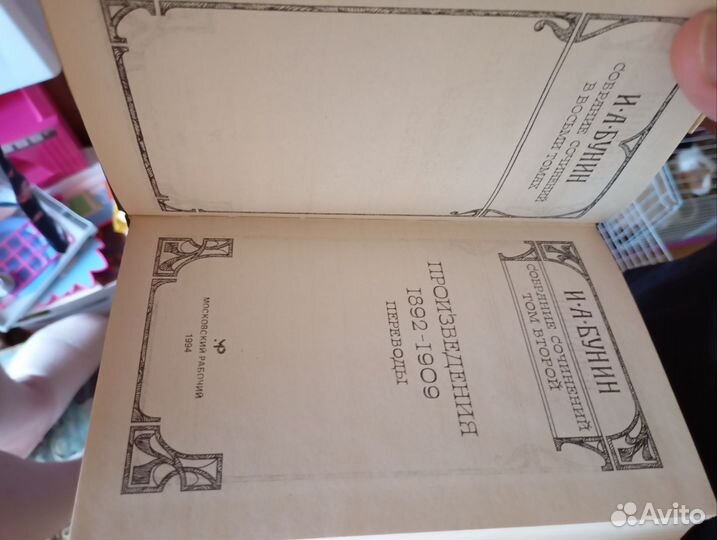 И·А·БУНИН
СОБРАНИЕ СОЧИНЕНИЙ
В ВОСЬМИ ТОМАХ
И·А·БУНИН
СОБРАНИЕ СОЧИНЕНИЙ
ТОМ ВТОРОЙ
ПРОИЗВЕДЕНИЯ
1892-1909
ПЕРЕВОДЫ
МОСКОВСКИЙ РАБОЧИЙ
1994
Avito